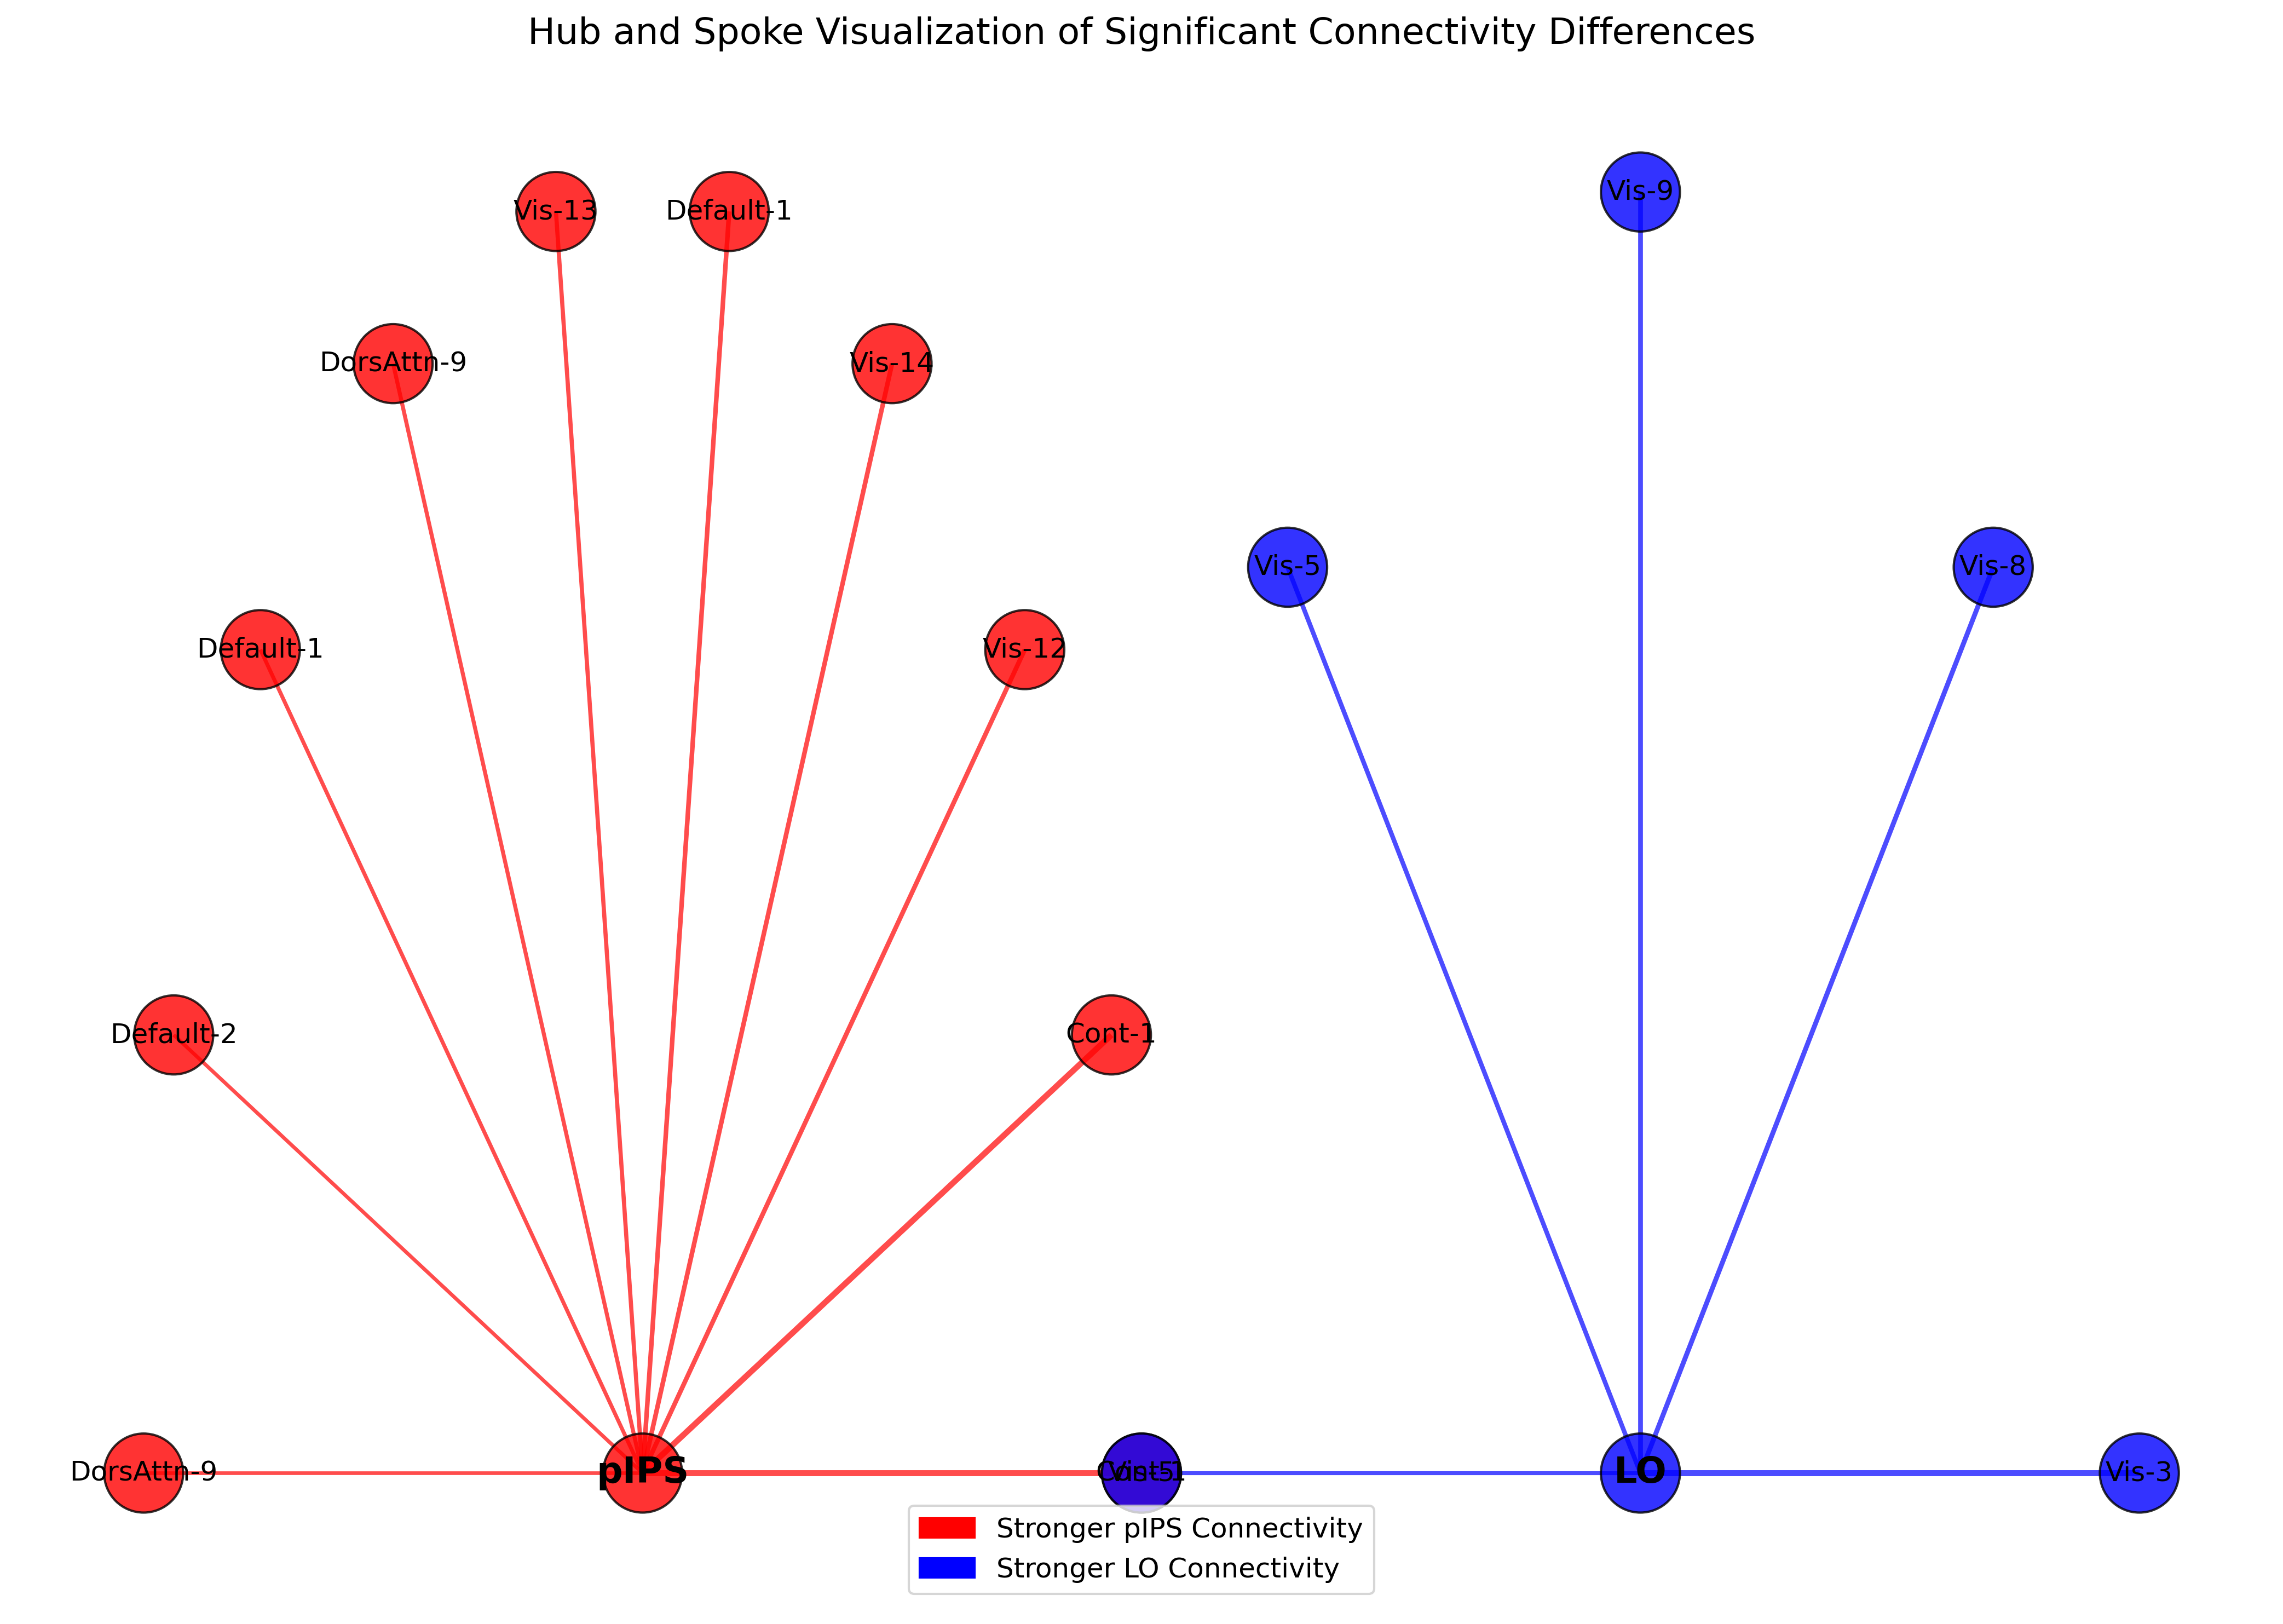 Hub and Spoke Visualization of Significant Connectivity Differences
Vis-9
Vis-13
Default-1
DorsAttn-9
Vis-14
Vis-5
Vis-8
Default-1
Vis-12
Default-2
Cont-1
DorsAttn-9
pIPS
Cont-1
Vis-5
LO
Vis-3
Stronger pIPS Connectivity
Stronger LO Connectivity